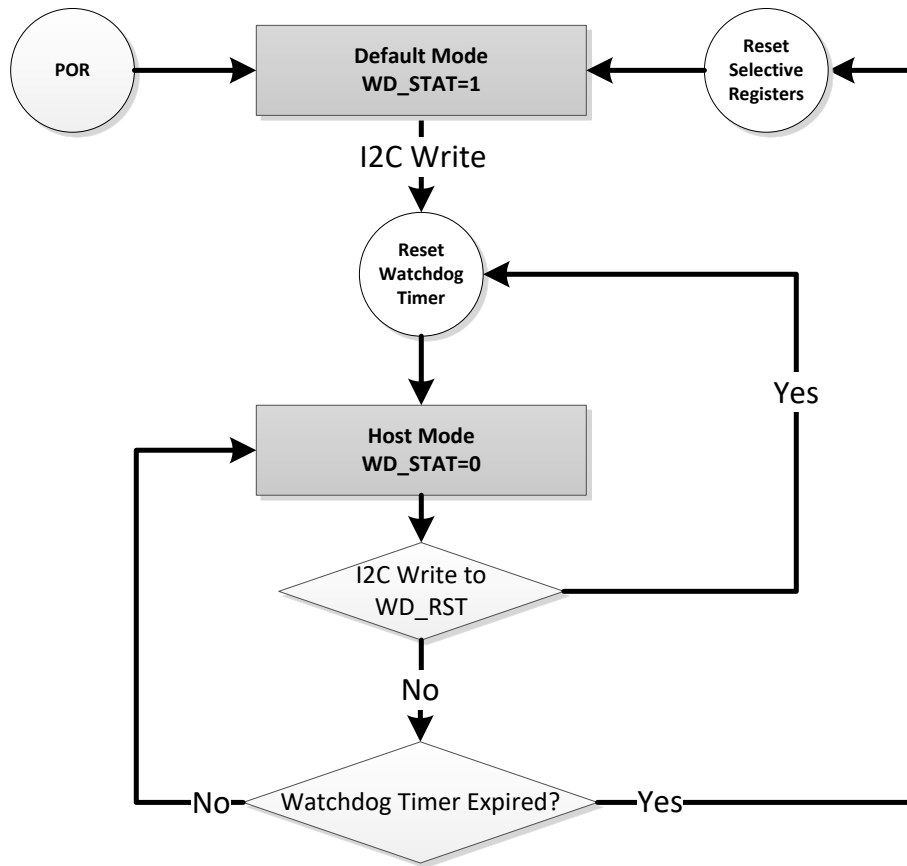 POR
Default Mode
WD_STAT=1
Reset
Selective
Registers
I2C Write
Reset
Watchdog
Timer
Yes
Host Mode
WD_STAT=0
I2C Write to
WD_RST
No
No
Watchdog Timer Expired?
Yes